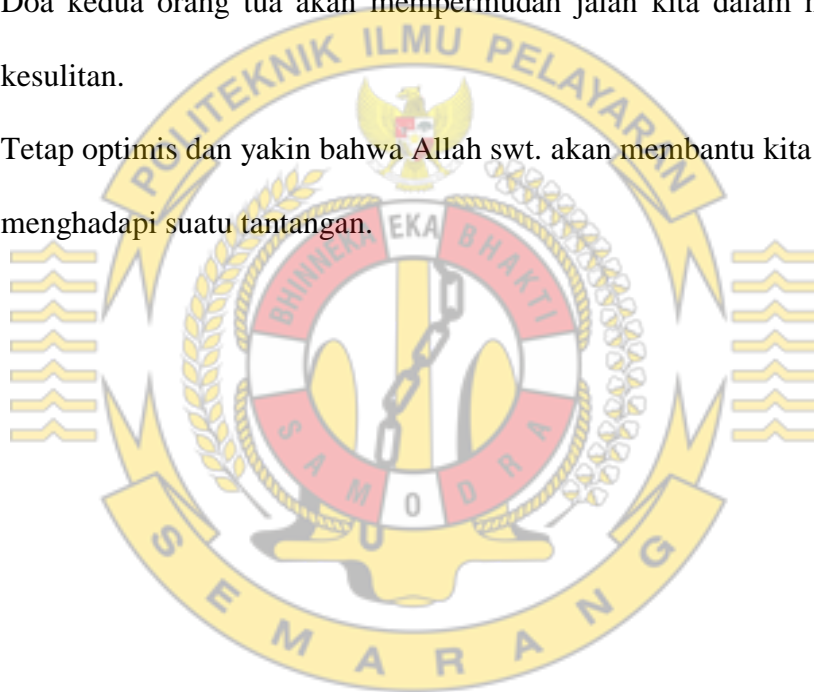 Doa kedua orang tua akan mempermudah jalan kita dalam
kesulitan.
POLITEKNIK ILMU PELAYARAN
Tetap optimis dan yakin bahwa Allah swt. akan membantu kita
menghadapi suatu tantangan.
BHINNEKA EKA BHAKTI
SAMODRA
SEMARANG